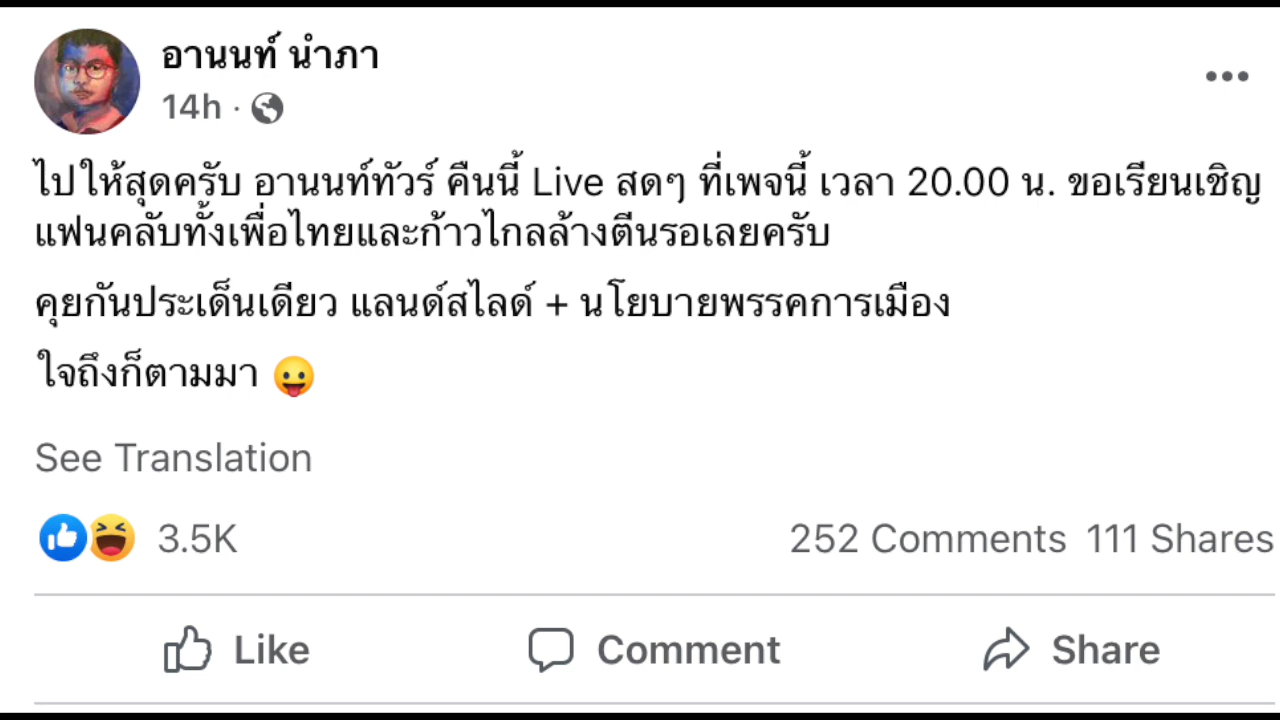 อานนท์ นำภา
14h ·
ไปให้สุดครับ อานนท์ทัวร์ คืนนี้ Live สดๆ ที่เพจนี้ เวลา 20.00 น. ขอเรียนเชิญ
แฟนคลับทั้งเพื่อไทยและก้าวไกลล้างตีนรอเลยครับ
คุยกันประเด็นเดียว แลนด์สไลด์ + นโยบายพรรคการเมือง
ใจถึงก็ตามมา 😛
See Translation
3.5K 252 Comments 111 Shares
Like Comment Share